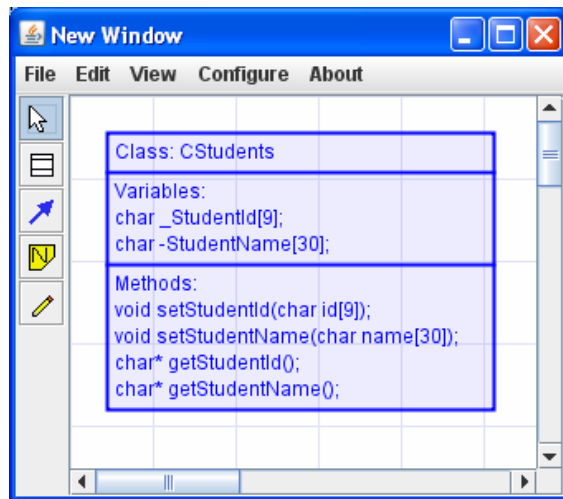 New Window
File Edit View Configure About
Class: CStudents
Variables:
char _StudentId[9];
char -StudentName[30];
Methods:
void setStudentId(char id[9]);
void setStudentName(char name[30]);
char* getStudentId();
char* getStudentName();
N